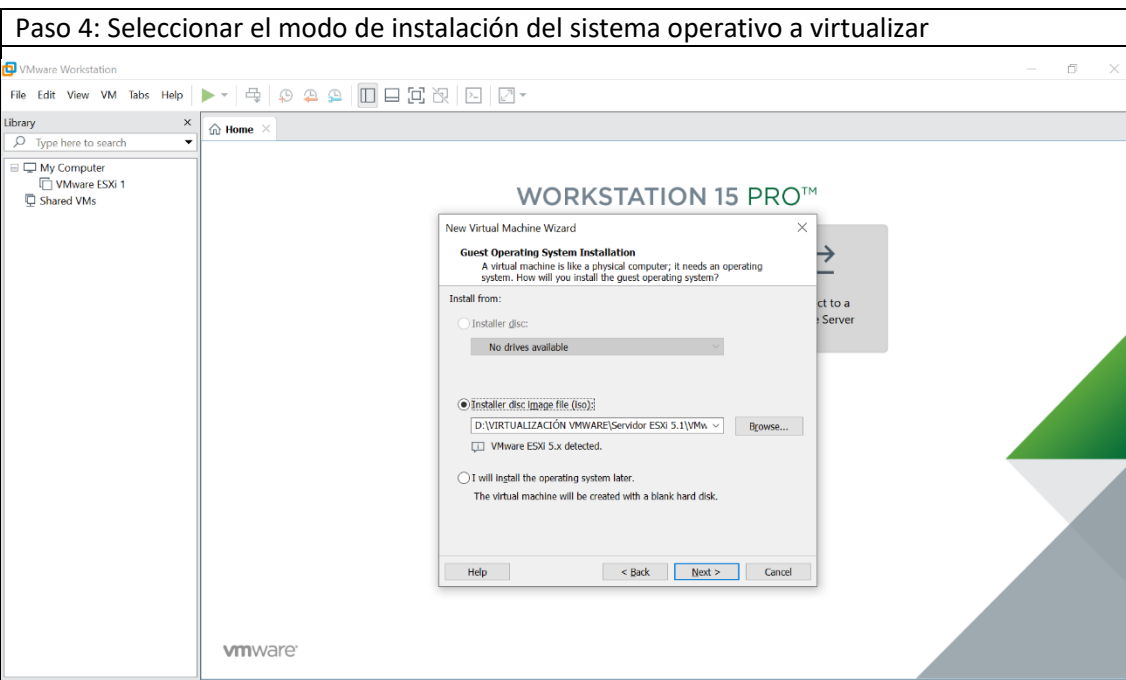 Paso 4: Seleccionar el modo de instalación del sistema operativo a virtualizar
VMware Workstation
File Edit View VM Tabs Help
Library
Home
Type here to search
My Computer
VMware ESXi 1
Shared VMs
WORKSTATION 15 PRO™
New Virtual Machine Wizard
Guest Operating System Installation
A virtual machine is like a physical computer; it needs an operating
system. How will you install the guest operating system?
Install from:
Installer disc:
No drives available
Installer disc image file (iso):
D:\VIRTUALIZACIÓN VMWARE\Servidor ESXi 5.1\VMw
Browse...
VMware ESXi 5.x detected.
I will install the operating system later.
The virtual machine will be created with a blank hard disk.
Help
< Back
Next >
Cancel
ct to a
Server
vmware